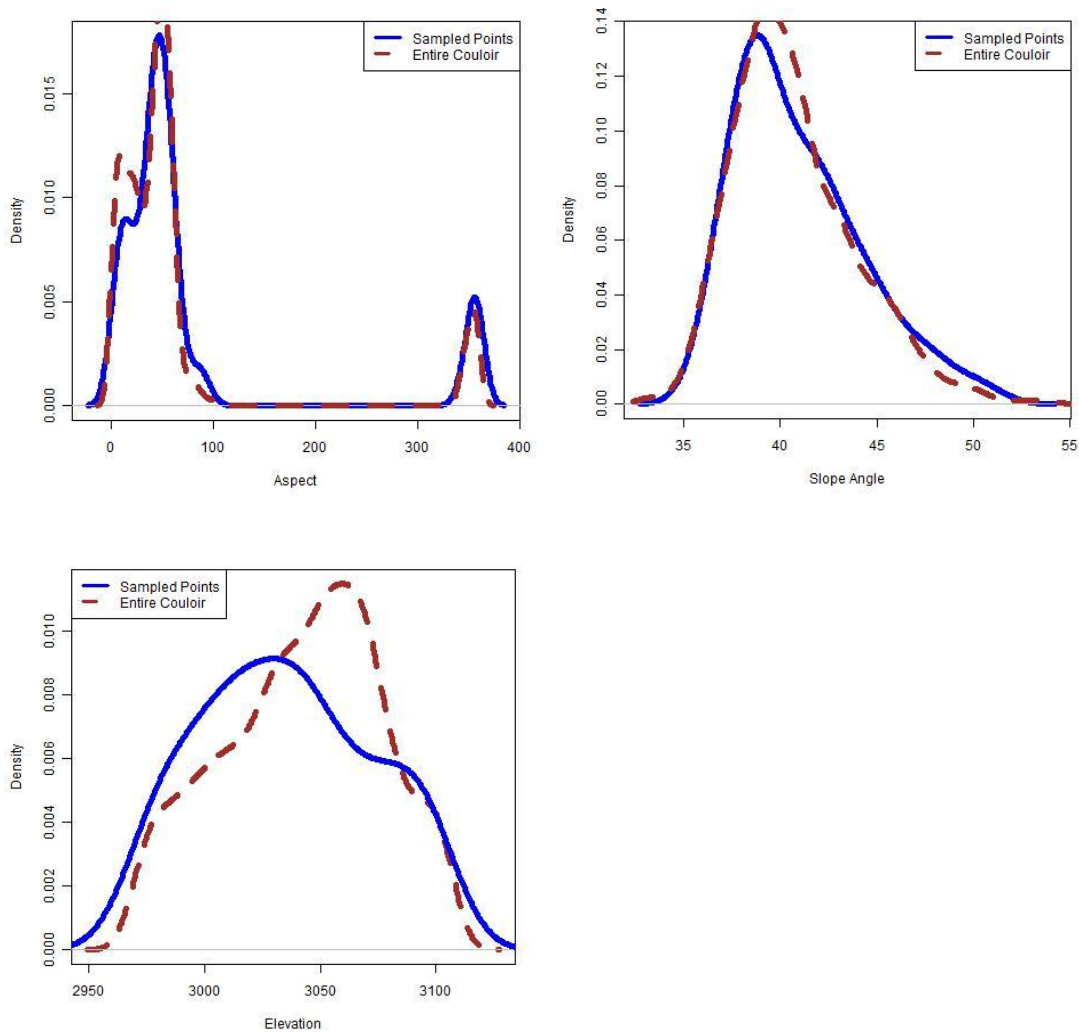 Sampled Points
Entire Couloir
Density
0.000
0.005
0.010
0.015
0
100
200
300
400
Aspect
Sampled Points
Entire Couloir
Density
0.00
0.02
0.04
0.06
0.08
0.10
0.12
0.14
35
40
45
50
55
Slope Angle
Sampled Points
Entire Couloir
Density
0.000
0.002
0.004
0.006
0.008
0.010
2950
3000
3050
3100
Elevation